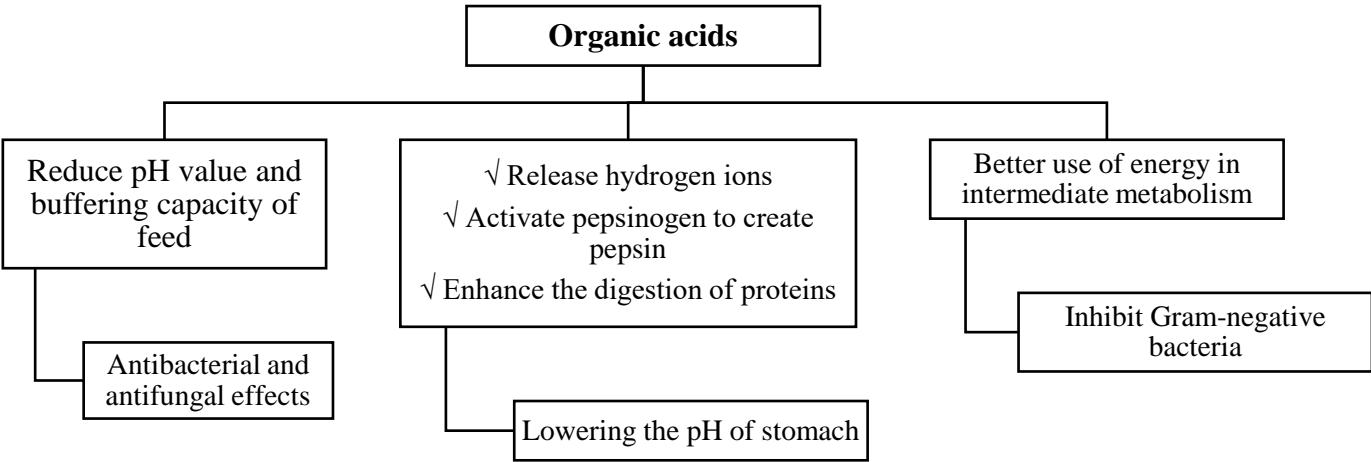 Organic acids
Reduce pH value and
buffering capacity of
feed
√ Release hydrogen ions
√ Activate pepsinogen to create
pepsin
√ Enhance the digestion of proteins
Better use of energy in
intermediate metabolism
Antibacterial and
antifungal effects
Lowering the pH of stomach
Inhibit Gram-negative
bacteria